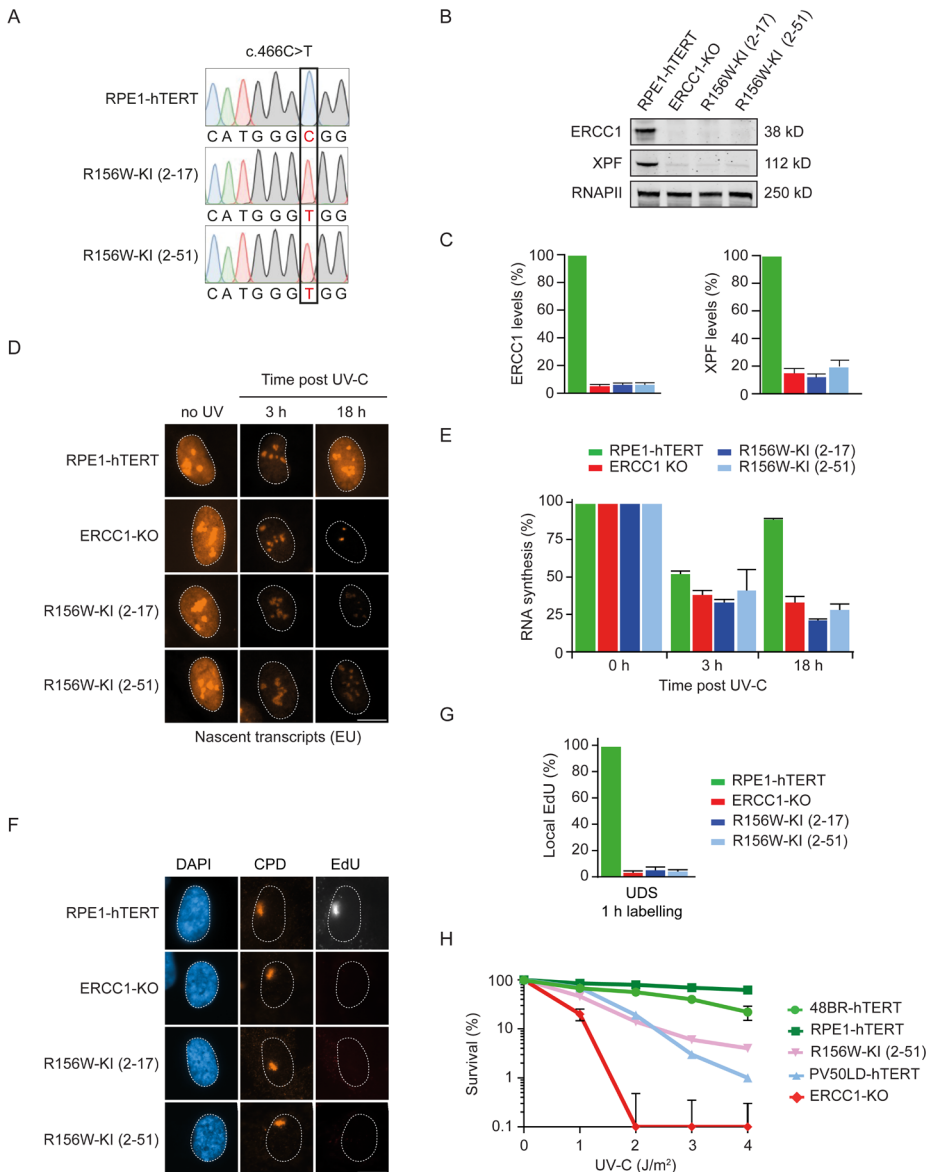 A
c.466C>T
RPE1-hTERT
C A T G G G C G G
R156W-KI (2-17)
C A T G G G T G G
R156W-KI (2-51)
C A T G G G T G G
B
RPE1-hTERT
ERCC1-KO
R156W-KI (2-17)
R156W-KI (2-51)
ERCC1 38 kD
XPF 112 kD
RNAPII 250 kD
C
ERCC1 levels (%)
100
80
60
40
20
0
XPF levels (%)
100
80
60
40
20
0
D
Time post UV-C
no UV 3 h 18 h
RPE1-hTERT
ERCC1-KO
R156W-KI (2-17)
R156W-KI (2-51)
Nascent transcripts (EU)
E
RPE1-hTERT R156W-KI (2-17)
ERCC1 KO R156W-KI (2-51)
RNA synthesis (%)
100
75
50
25
0
0 h 3 h 18 h
Time post UV-C
F
DAPI CPD EdU
RPE1-hTERT
ERCC1-KO
R156W-KI (2-17)
R156W-KI (2-51)
G
Local EdU (%)
100
80
60
40
20
0
UDS
1 h labelling
RPE1-hTERT
ERCC1-KO
R156W-KI (2-17)
R156W-KI (2-51)
H
Survival (%)
100
10
1
0.1
0 1 2 3 4
UV-C (J/m²)
48BR-hTERT
RPE1-hTERT
R156W-KI (2-51)
PV50LD-hTERT
ERCC1-KO